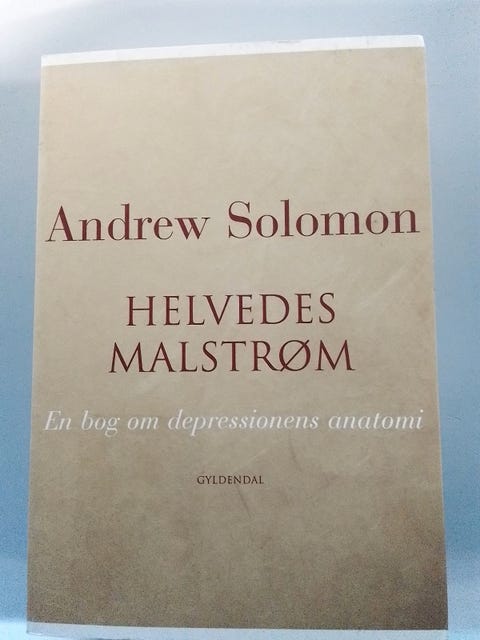 Andrew Solomon
HELVEDES
MALSTRØM
En bog om depressionens anatomi
GYLDENDAL